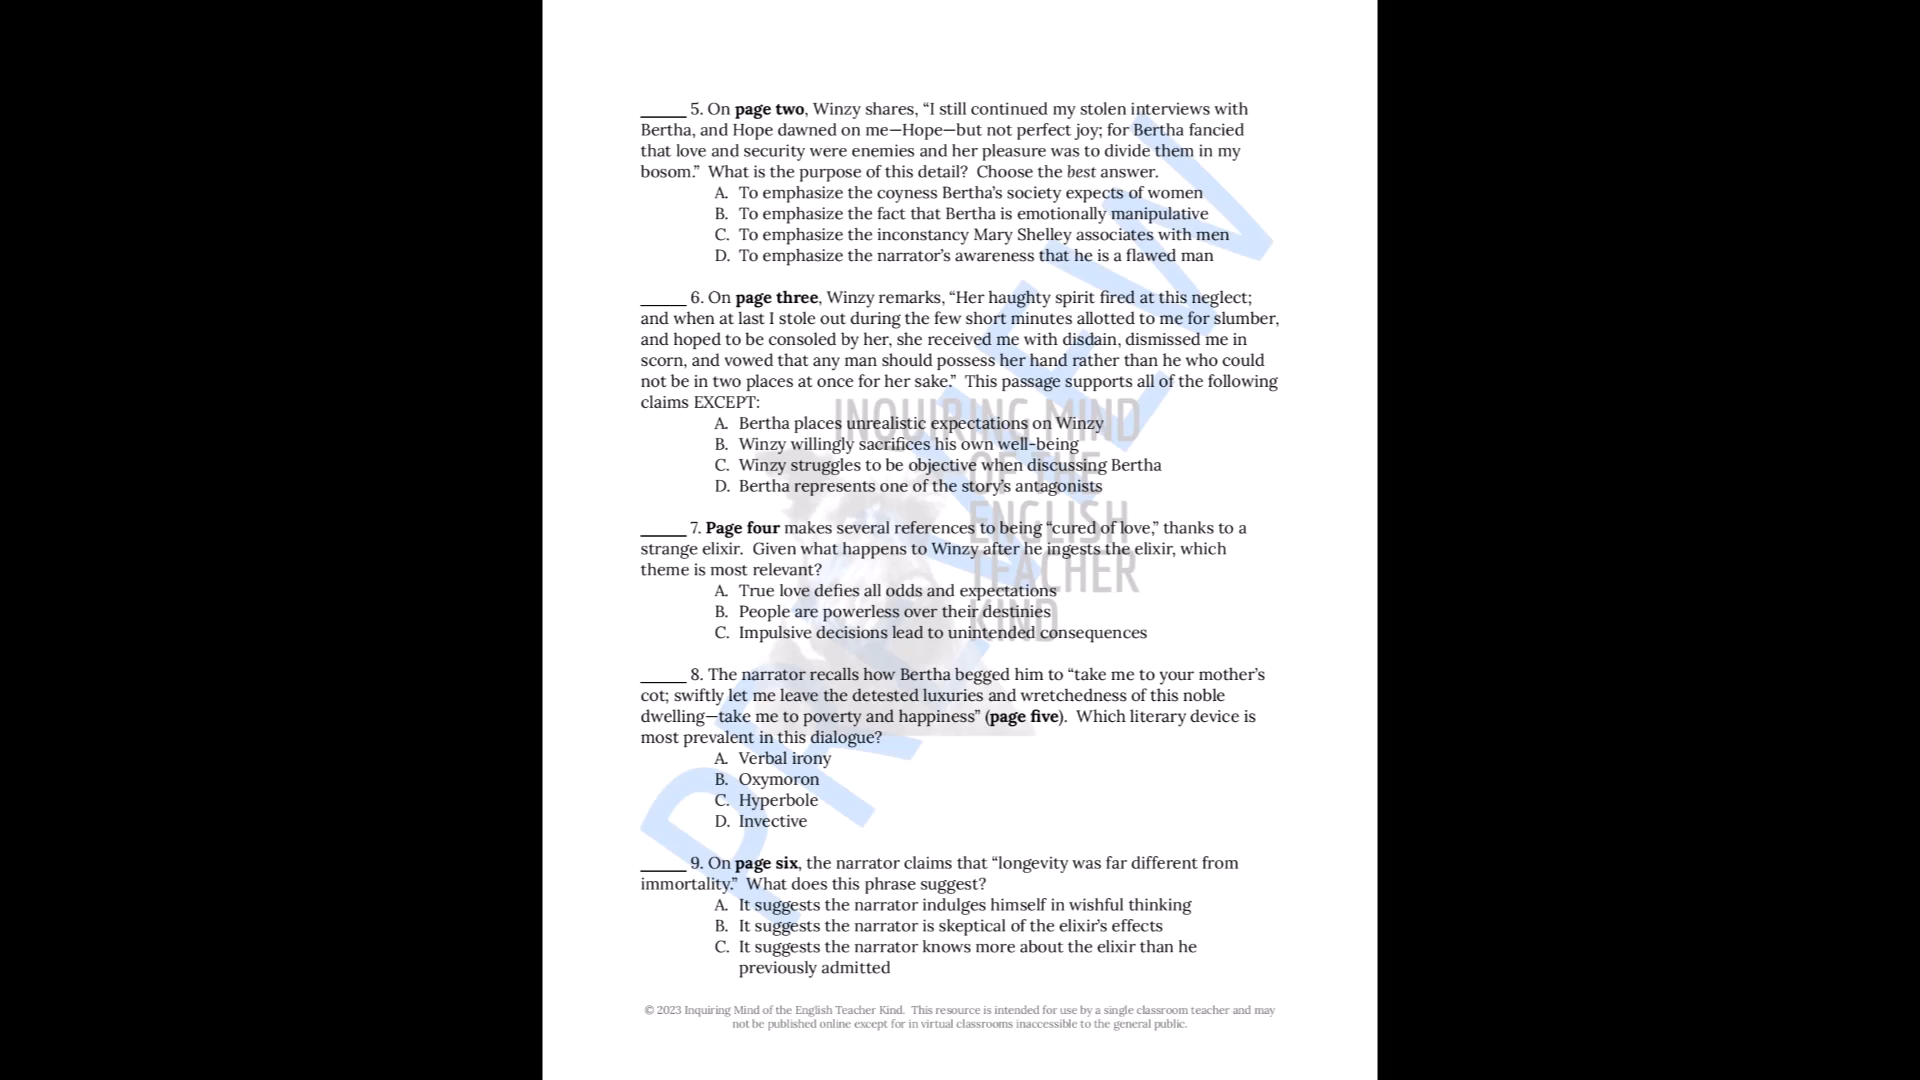 _____ 5. On page two, Winzy shares, “I still continued my stolen interviews with
Bertha, and Hope dawned on me—Hope—but not perfect joy; for Bertha fancied
that love and security were enemies and her pleasure was to divide them in my
bosom.” What is the purpose of this detail? Choose the best answer.
A. To emphasize the coyness Bertha’s society expects of women
B. To emphasize the fact that Bertha is emotionally manipulative
C. To emphasize the inconstancy Mary Shelley associates with men
D. To emphasize the narrator’s awareness that he is a flawed man
_____ 6. On page three, Winzy remarks, “Her haughty spirit fired at this neglect;
and when at last I stole out during the few short minutes allotted to me for slumber,
and hoped to be consoled by her, she received me with disdain, dismissed me in
scorn, and vowed that any man should possess her hand rather than he who could
not be in two places at once for her sake.” This passage supports all of the following
claims EXCEPT:
A. Bertha places unrealistic expectations on Winzy
B. Winzy willingly sacrifices his own well-being
C. Winzy struggles to be objective when discussing Bertha
D. Bertha represents one of the story’s antagonists
_____ 7. Page four makes several references to being “cured of love,” thanks to a
strange elixir. Given what happens to Winzy after he ingests the elixir, which
theme is most relevant?
A. True love defies all odds and expectations
B. People are powerless over their destinies
C. Impulsive decisions lead to unintended consequences
_____ 8. The narrator recalls how Bertha begged him to “take me to your mother’s
cot; swiftly let me leave the detested luxuries and wretchedness of this noble
dwelling—take me to poverty and happiness” (page five). Which literary device is
most prevalent in this dialogue?
A. Verbal irony
B. Oxymoron
C. Hyperbole
D. Invective
_____ 9. On page six, the narrator claims that “longevity was far different from
immortality.” What does this phrase suggest?
A. It suggests the narrator indulges himself in wishful thinking
B. It suggests the narrator is skeptical of the elixir’s effects
C. It suggests the narrator knows more about the elixir than he
previously admitted
© 2023 Inquiring Mind of the English Teacher Kind. This resource is intended for use by a single classroom teacher and may
not be published online except for in virtual classrooms inaccessible to the general public.
PREVIEW
INQUIRING MIND
OF THE
ENGLISH
TEACHER
KIND